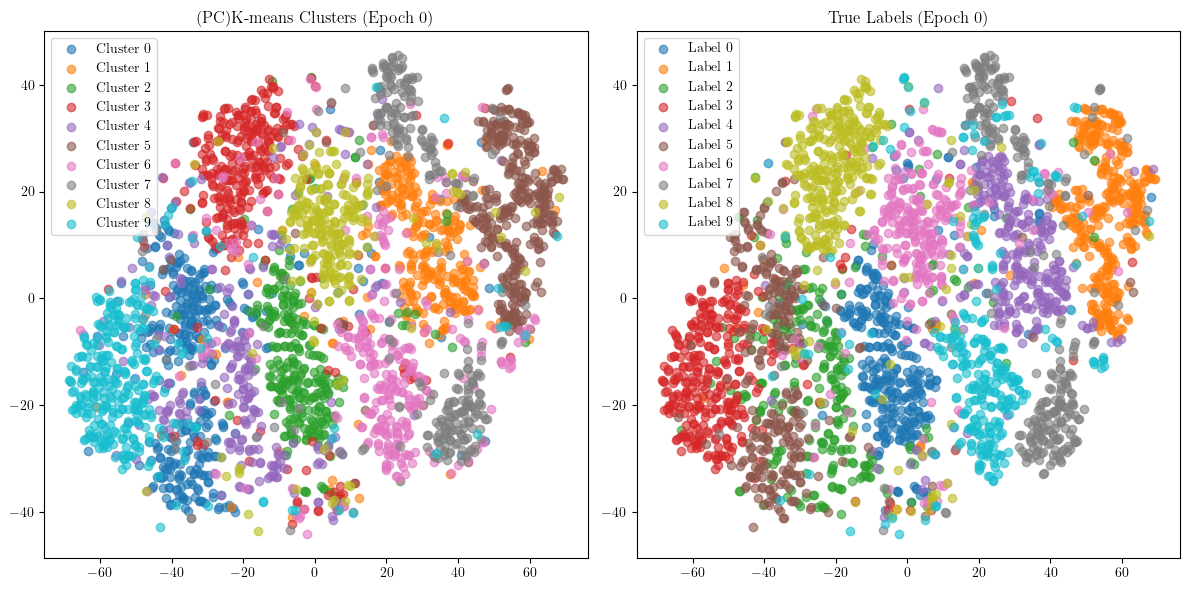 (PC)K-means Clusters (Epoch 0)
Cluster 0
Cluster 1
Cluster 2
Cluster 3
Cluster 4
Cluster 5
Cluster 6
Cluster 7
Cluster 8
Cluster 9
40
20
0
−20
−40
−60
−40
−20
0
20
40
60
True Labels (Epoch 0)
Label 0
Label 1
Label 2
Label 3
Label 4
Label 5
Label 6
Label 7
Label 8
Label 9
40
20
0
−20
−40
−60
−40
−20
0
20
40
60